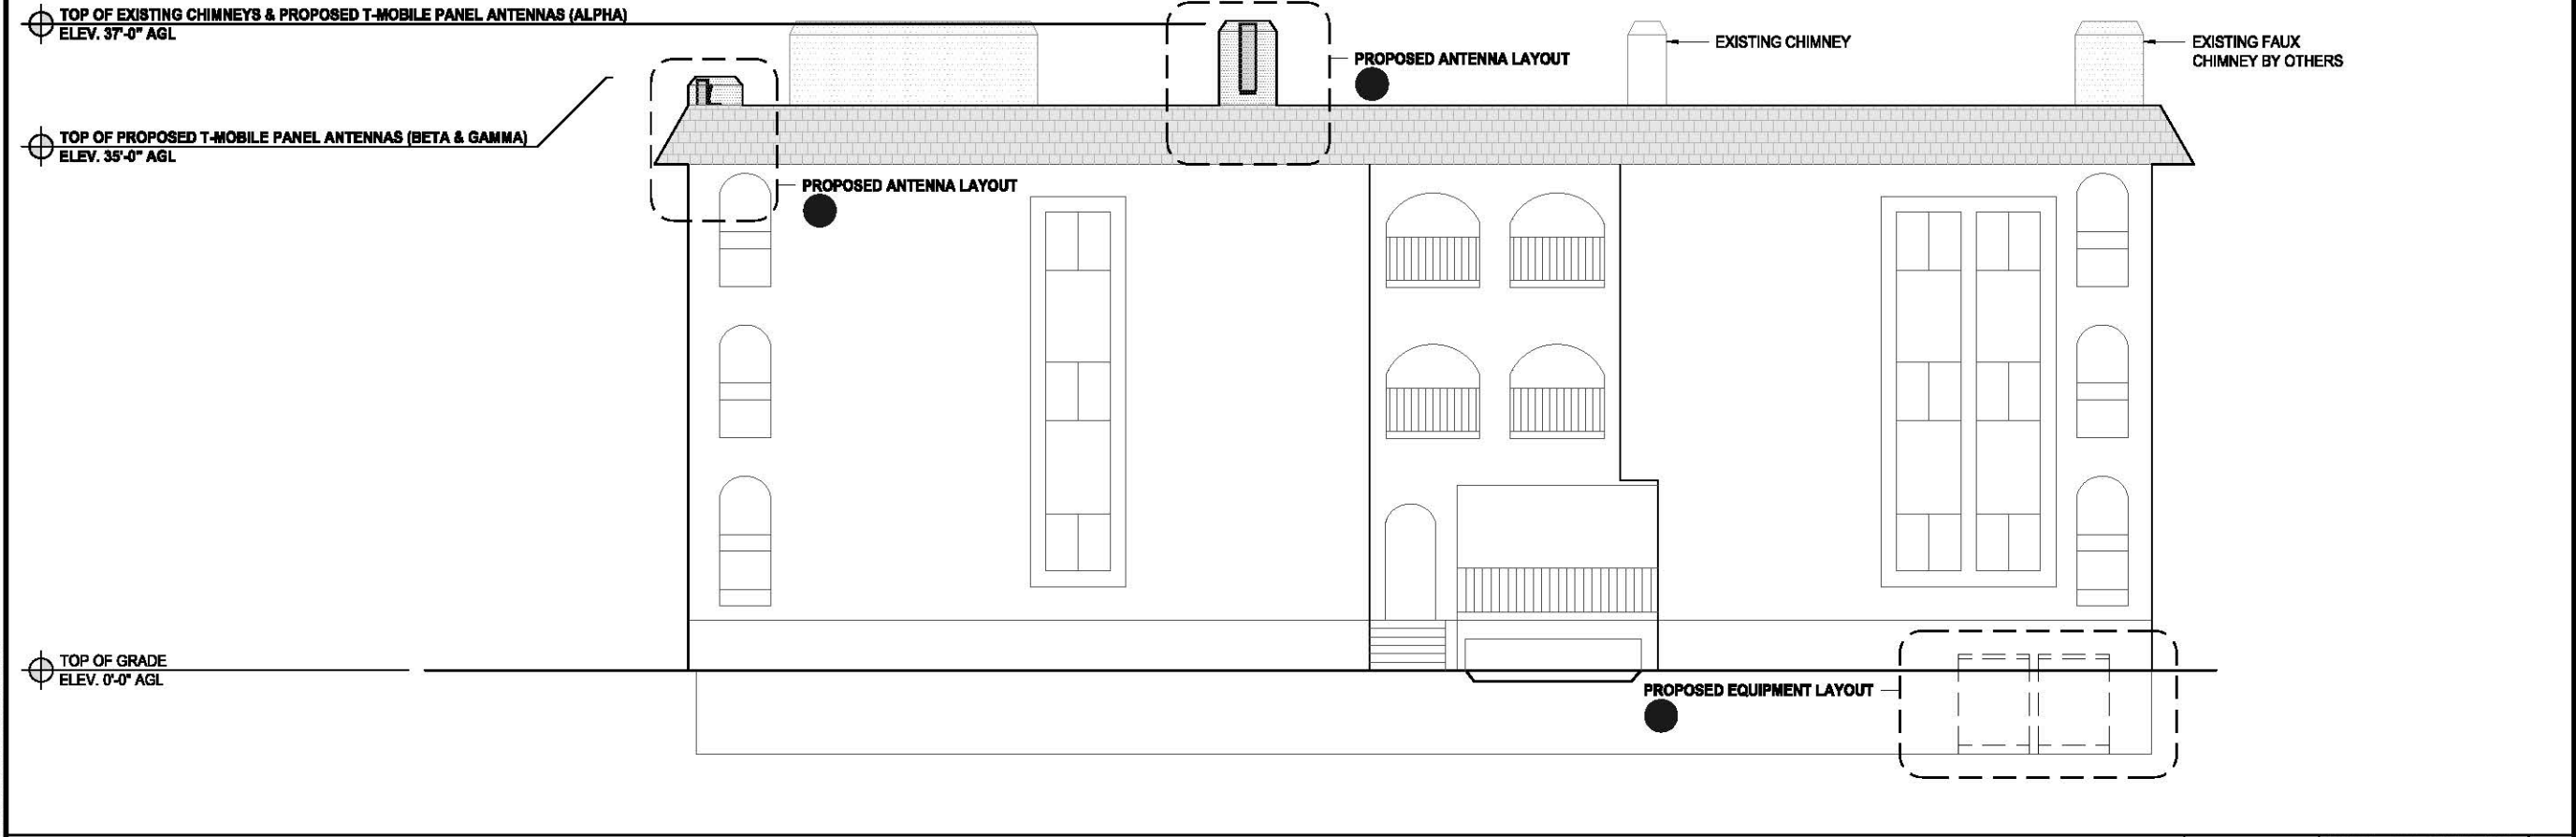 TOP OF EXISTING CHIMNEYS & PROPOSED T-MOBILE PANEL ANTENNAS (ALPHA)
ELEV. 37'-0" AGL
EXISTING CHIMNEY
EXISTING FAUX
CHIMNEY BY OTHERS
PROPOSED ANTENNA LAYOUT
TOP OF PROPOSED T-MOBILE PANEL ANTENNAS (BETA & GAMMA)
ELEV. 35'-0" AGL
PROPOSED ANTENNA LAYOUT
TOP OF GRADE
ELEV. 0'-0" AGL
PROPOSED EQUIPMENT LAYOUT